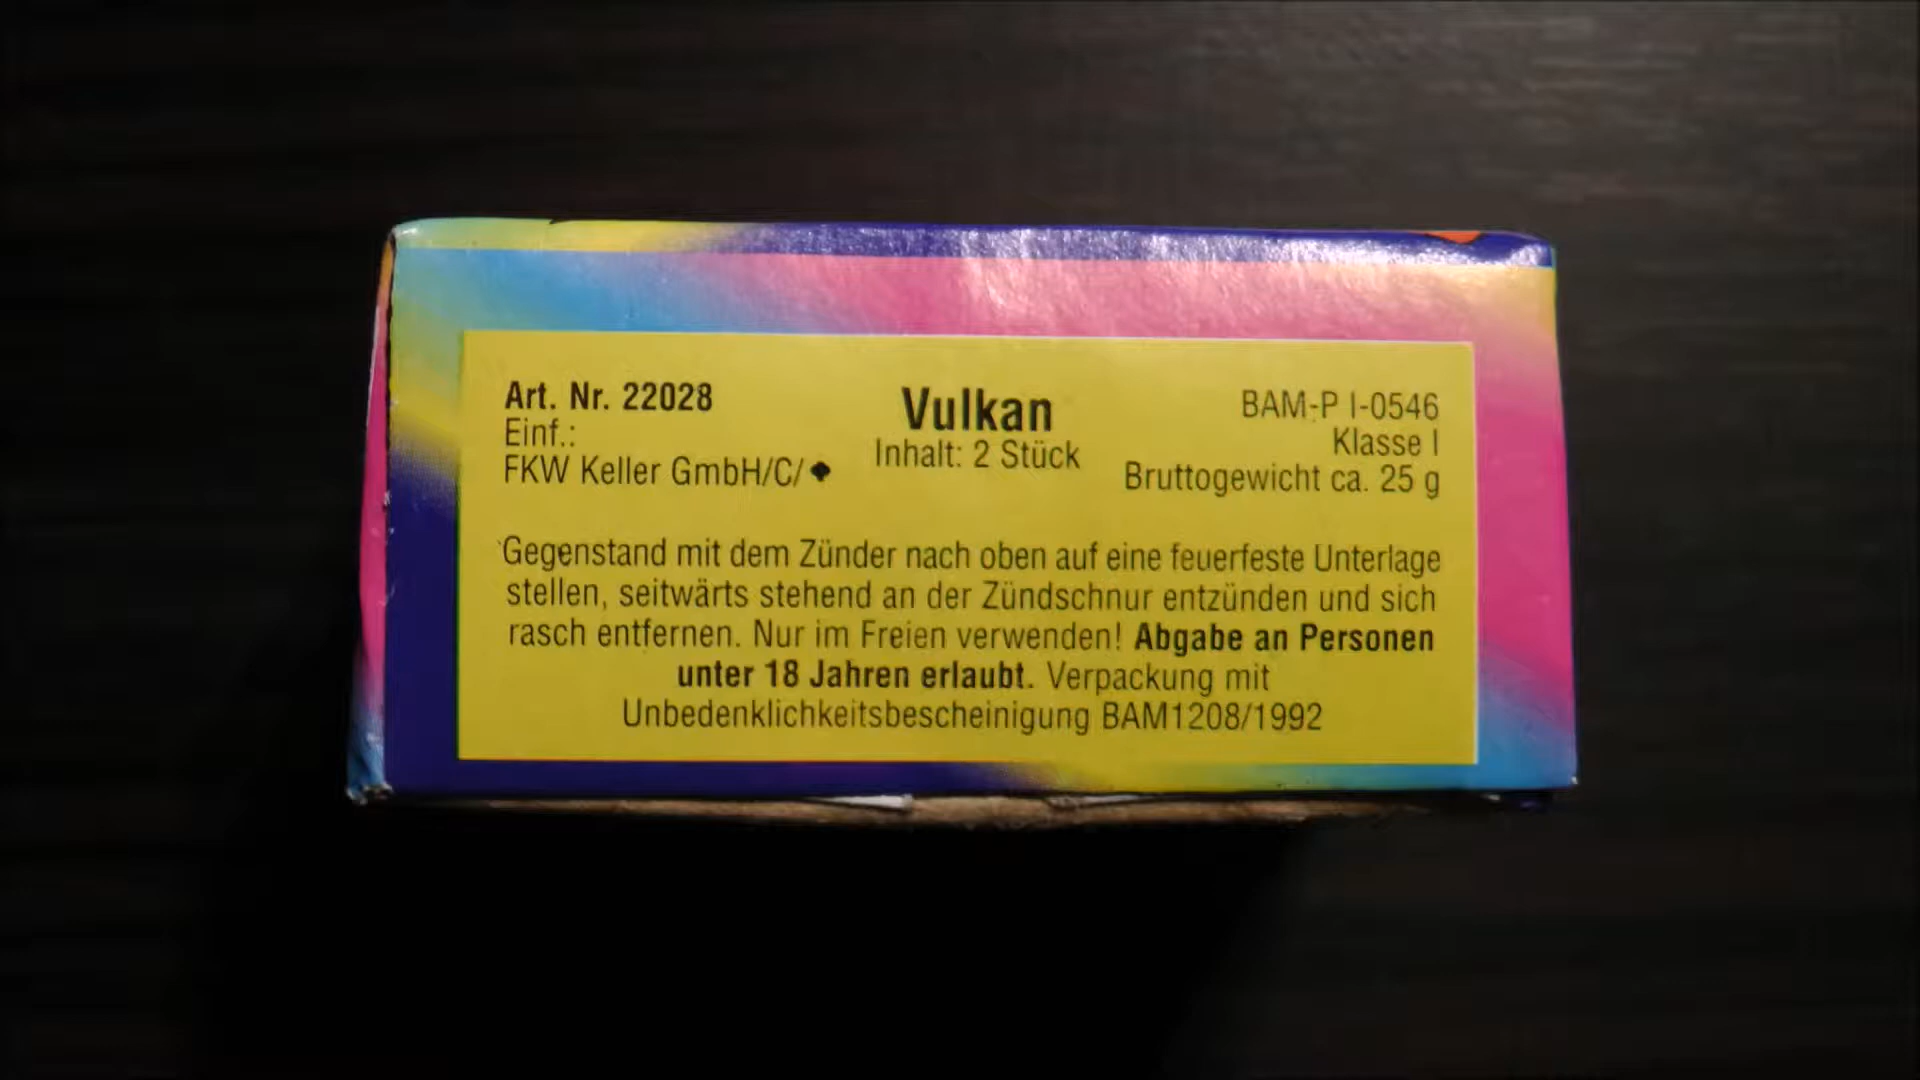 Art. Nr. 22028
Einf.:
FKW Keller GmbH/C/♣
Vulkan
Inhalt: 2 Stück
BAM-P I-0546
Klasse I
Bruttogewicht ca. 25 g
Gegenstand mit dem Zünder nach oben auf eine feuerfeste Unterlage
stellen, seitwärts stehend an der Zündschnur entzünden und sich
rasch entfernen. Nur im Freien verwenden! Abgabe an Personen
unter 18 Jahren erlaubt. Verpackung mit
Unbedenklichkeitsbescheinigung BAM1208/1992